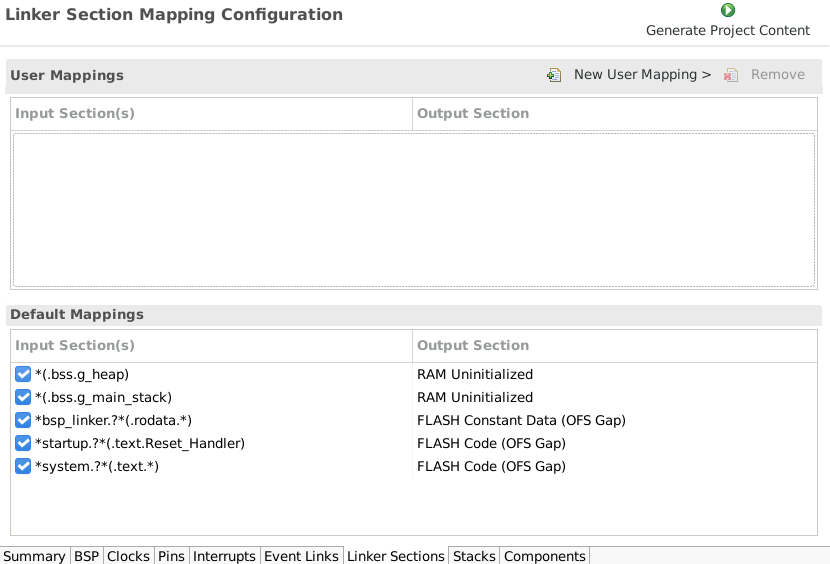 Linker Section Mapping Configuration
Generate Project Content
User Mappings
New User Mapping > Remove
Input Section(s) Output Section
Default Mappings
Input Section(s) Output Section
*(.bss.g_heap) RAM Uninitialized
*(.bss.g_main_stack) RAM Uninitialized
*bsp_linker.?*(.rodata.*) FLASH Constant Data (OFS Gap)
*startup.?*(.text.Reset_Handler) FLASH Code (OFS Gap)
*system.?*(.text.*) FLASH Code (OFS Gap)
Summary BSP Clocks Pins Interrupts Event Links Linker Sections Stacks Components